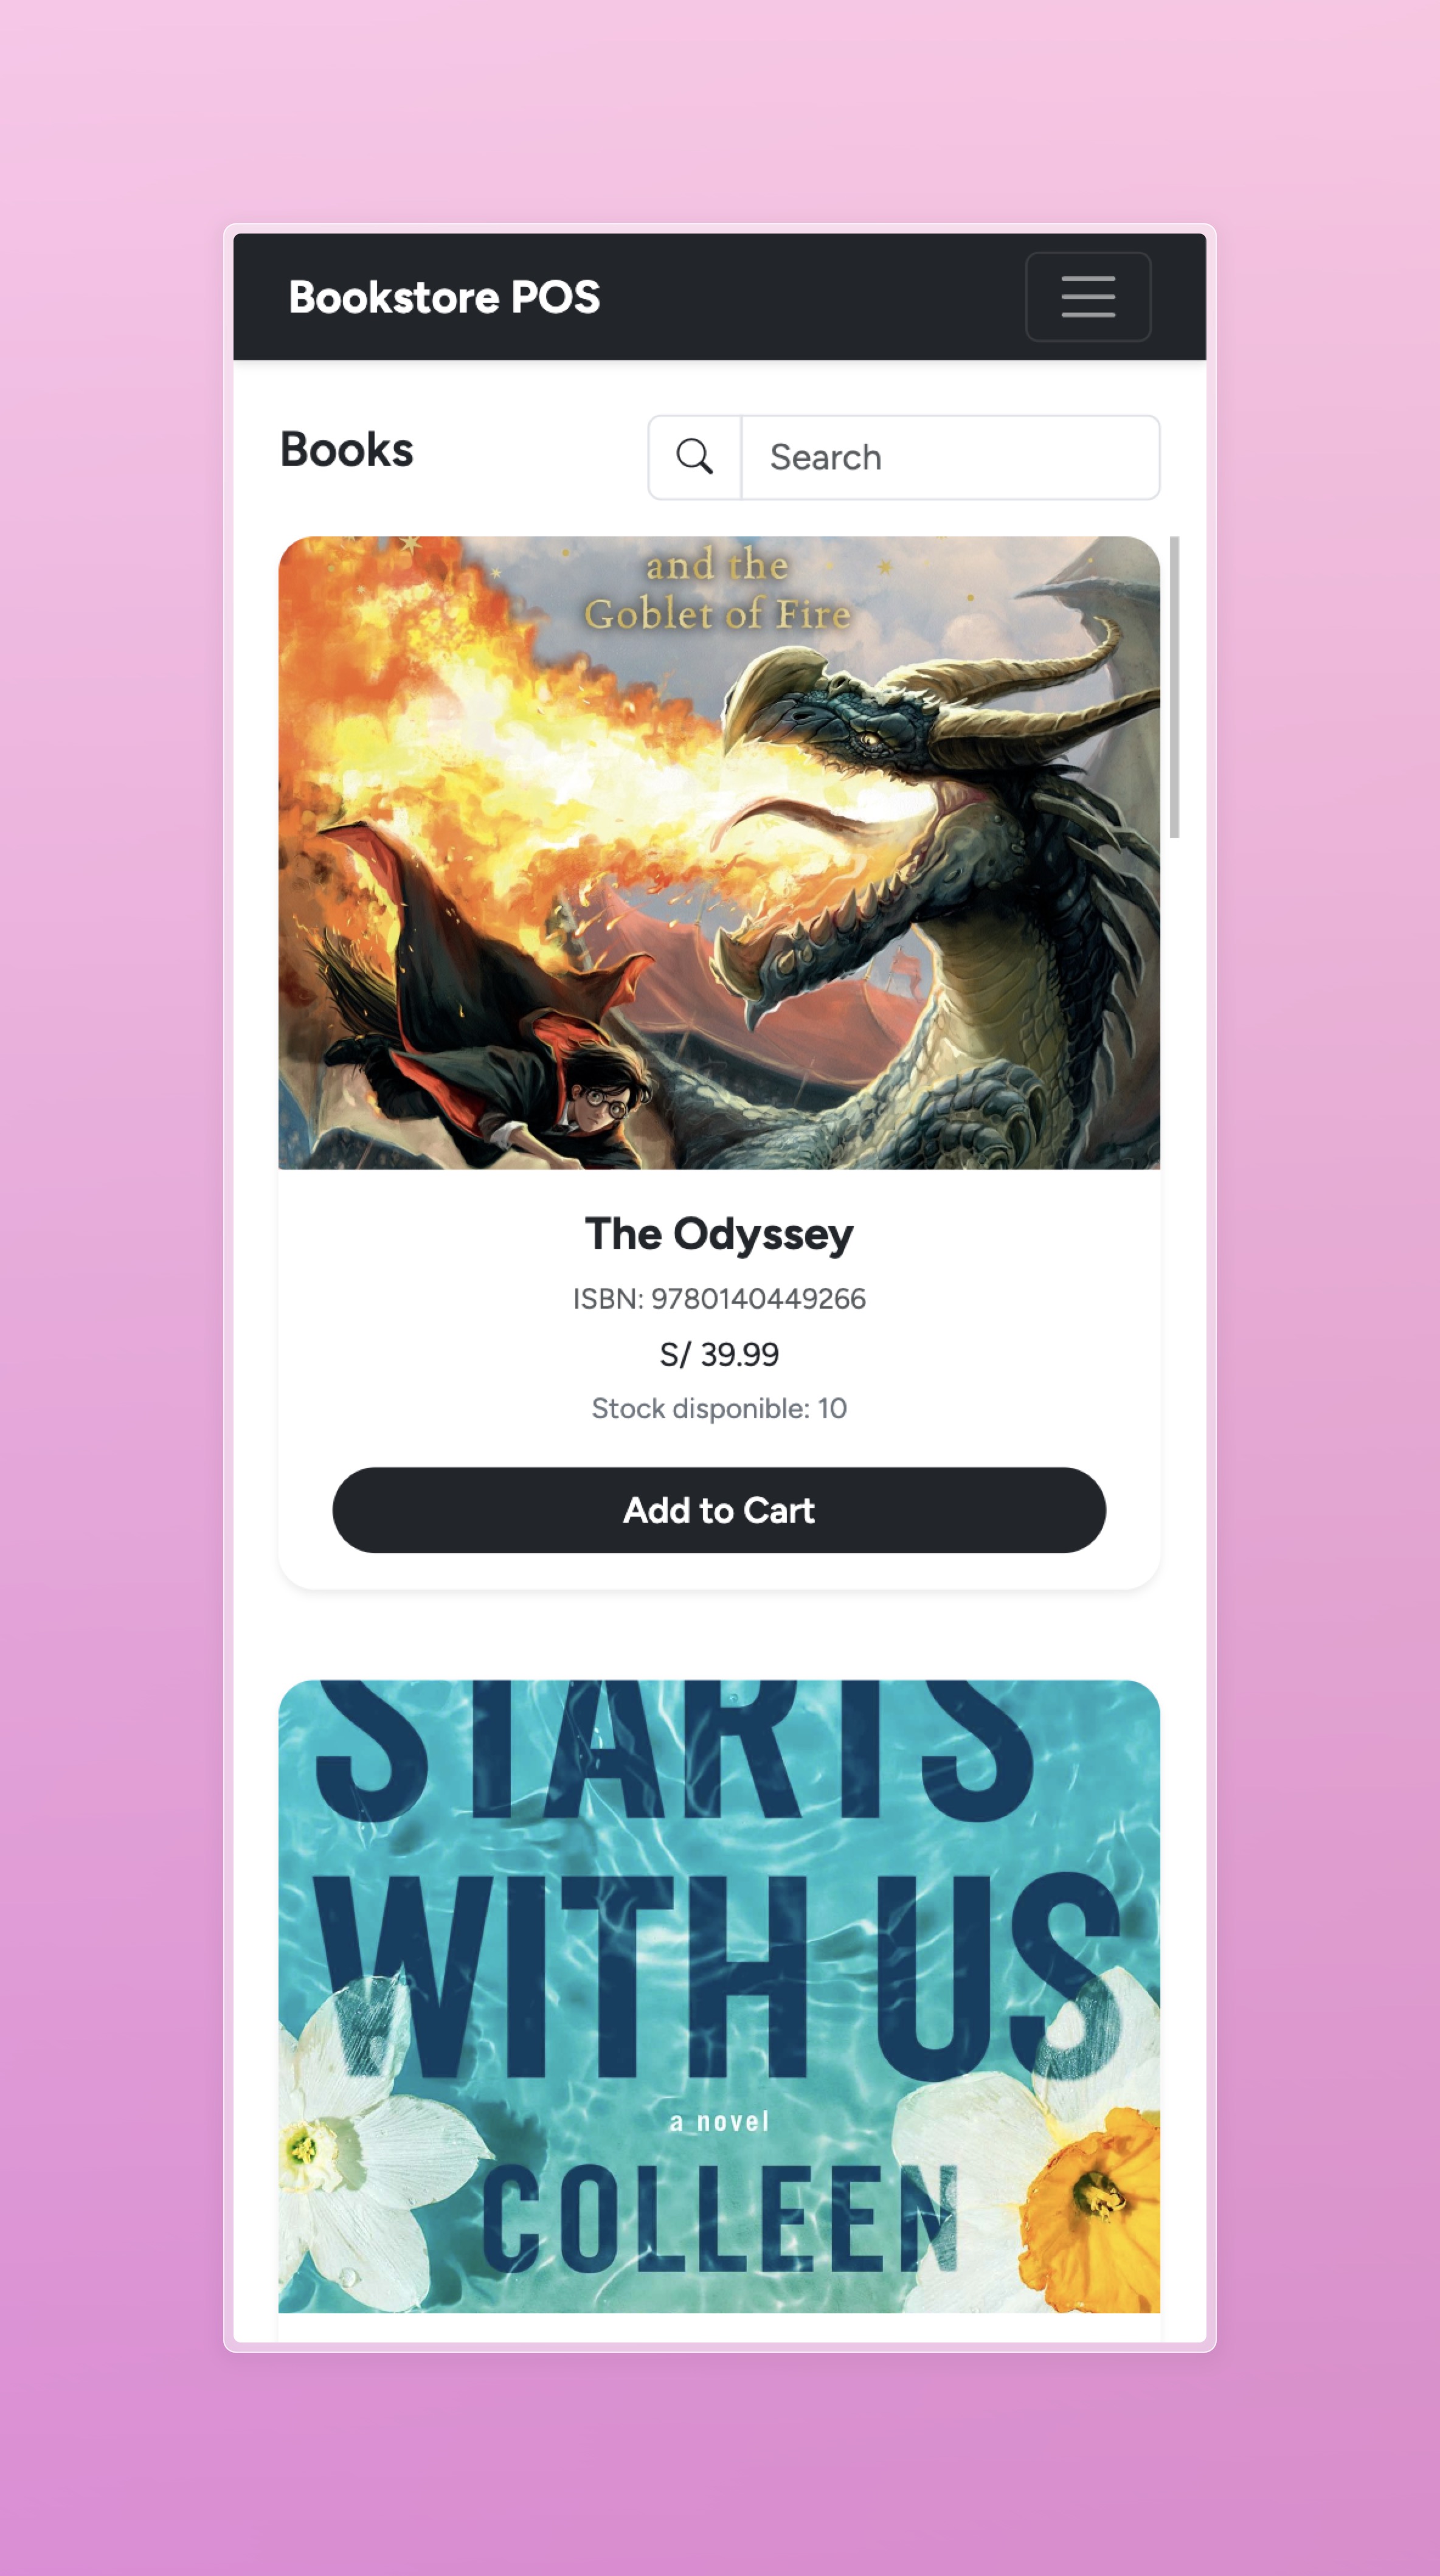 Bookstore POS
Books
Search
and the
Goblet of Fire
The Odyssey
ISBN: 9780140449266
S/ 39.99
Stock disponible: 10
Add to Cart
STARTS
WITH US
a novel
COLLEEN